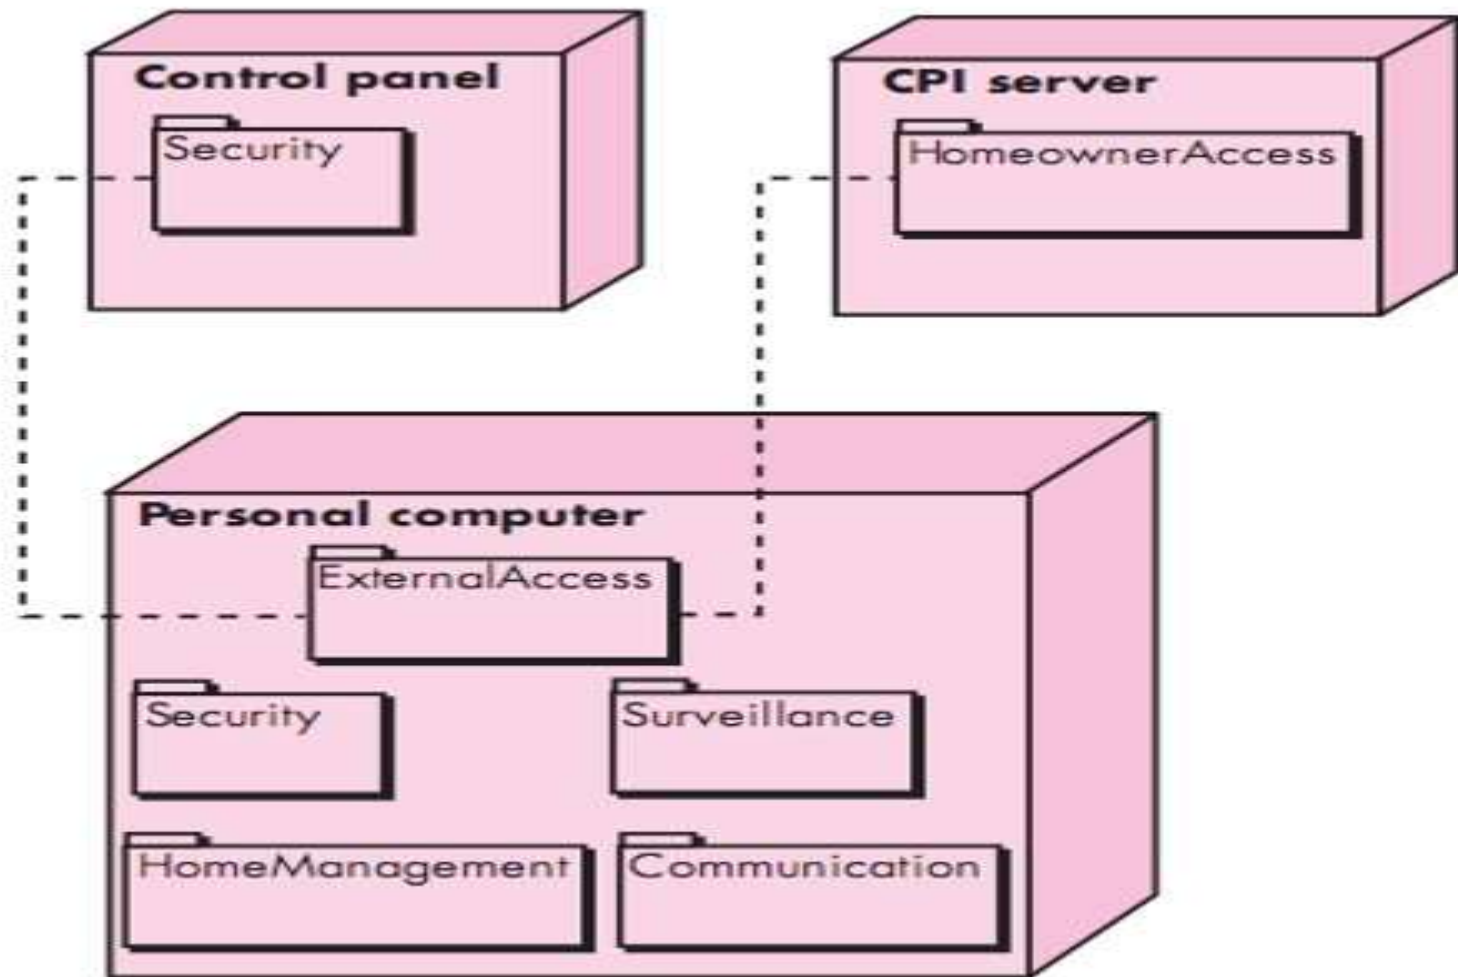 Control panel
Security
CPI server
HomeownerAccess
Personal computer
ExternalAccess
Security
Surveillance
HomeManagement
Communication